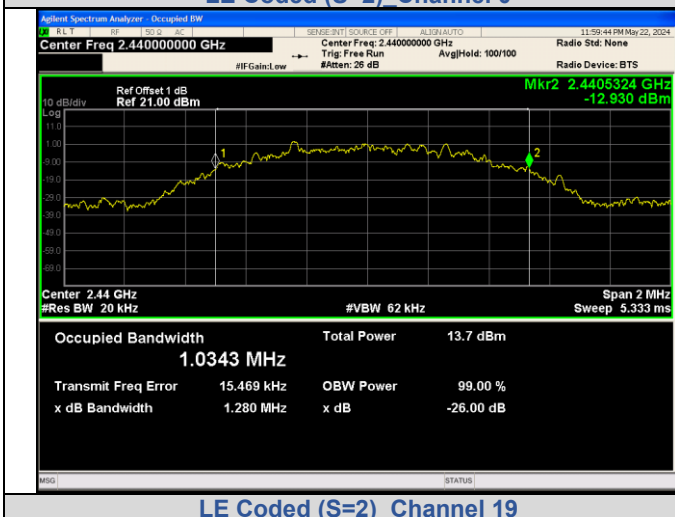 Agilent Spectrum Analyzer - Occupied BW
RLT RF 50 Ω AC SENSE:INT SOURCE OFF ALIGNAUTO 11:59:44 PM May 22, 2024
Center Freq 2.440000000 GHz Center Freq: 2.440000000 GHz Radio Std: None
Trig: Free Run Avg|Hold: 100/100
#IFGain:Low #Atten: 26 dB Radio Device: BTS
Mkr2 2.4405324 GHz
-12.930 dBm
Ref Offset 1 dB
10 dB/div Ref 21.00 dBm
Log
11.0
1.00
-9.00
-19.0
-29.0
-39.0
-49.0
-59.0
-69.0
1
2
Center 2.44 GHz Span 2 MHz
#Res BW 20 kHz #VBW 62 kHz Sweep 5.333 ms
Occupied Bandwidth Total Power 13.7 dBm
1.0343 MHz
Transmit Freq Error 15.469 kHz OBW Power 99.00 %
x dB Bandwidth 1.280 MHz x dB -26.00 dB
MSG STATUS
LE Coded (S=2)_Channel 19